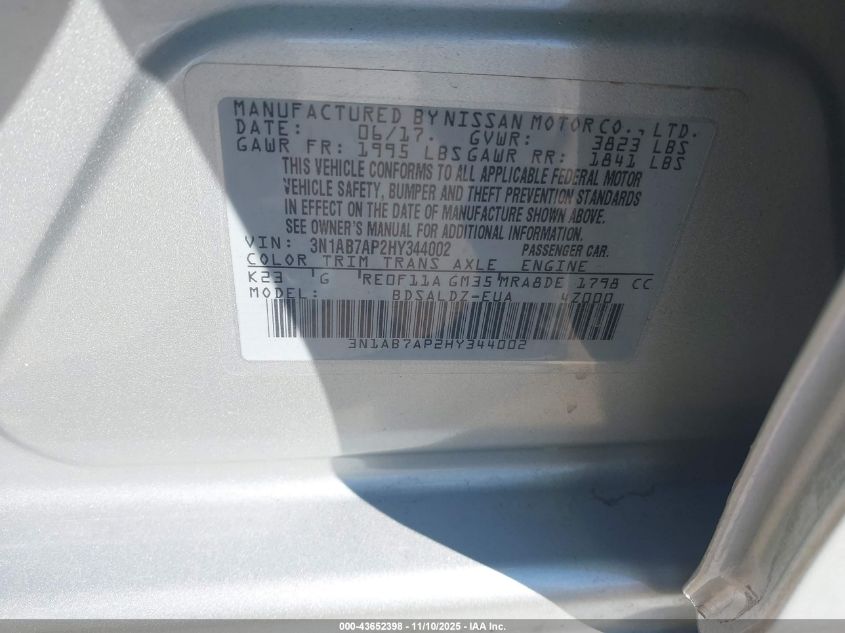 MANUFACTURED BY NISSAN MOTOR CO., LTD.
DATE: 06/17. GVWR: 3823 LBS
GAWR FR: 1995 LBS GAWR RR: 1841 LBS
THIS VEHICLE CONFORMS TO ALL APPLICABLE FEDERAL MOTOR
VEHICLE SAFETY, BUMPER AND THEFT PREVENTION STANDARDS
IN EFFECT ON THE DATE OF MANUFACTURE SHOWN ABOVE.
SEE OWNER'S MANUAL FOR ADDITIONAL INFORMATION.
VIN: 3N1AB7AP2HY344002 PASSENGER CAR.
COLOR TRIM TRANS AXLE ENGINE
K23 G RE0F11A GM35 MRA8DE 1798 CC
MODEL: BDSALDZ-EUA 4Z000
3N1AB7AP2HY344002
000-43652398 - 11/10/2025 - IAA Inc.